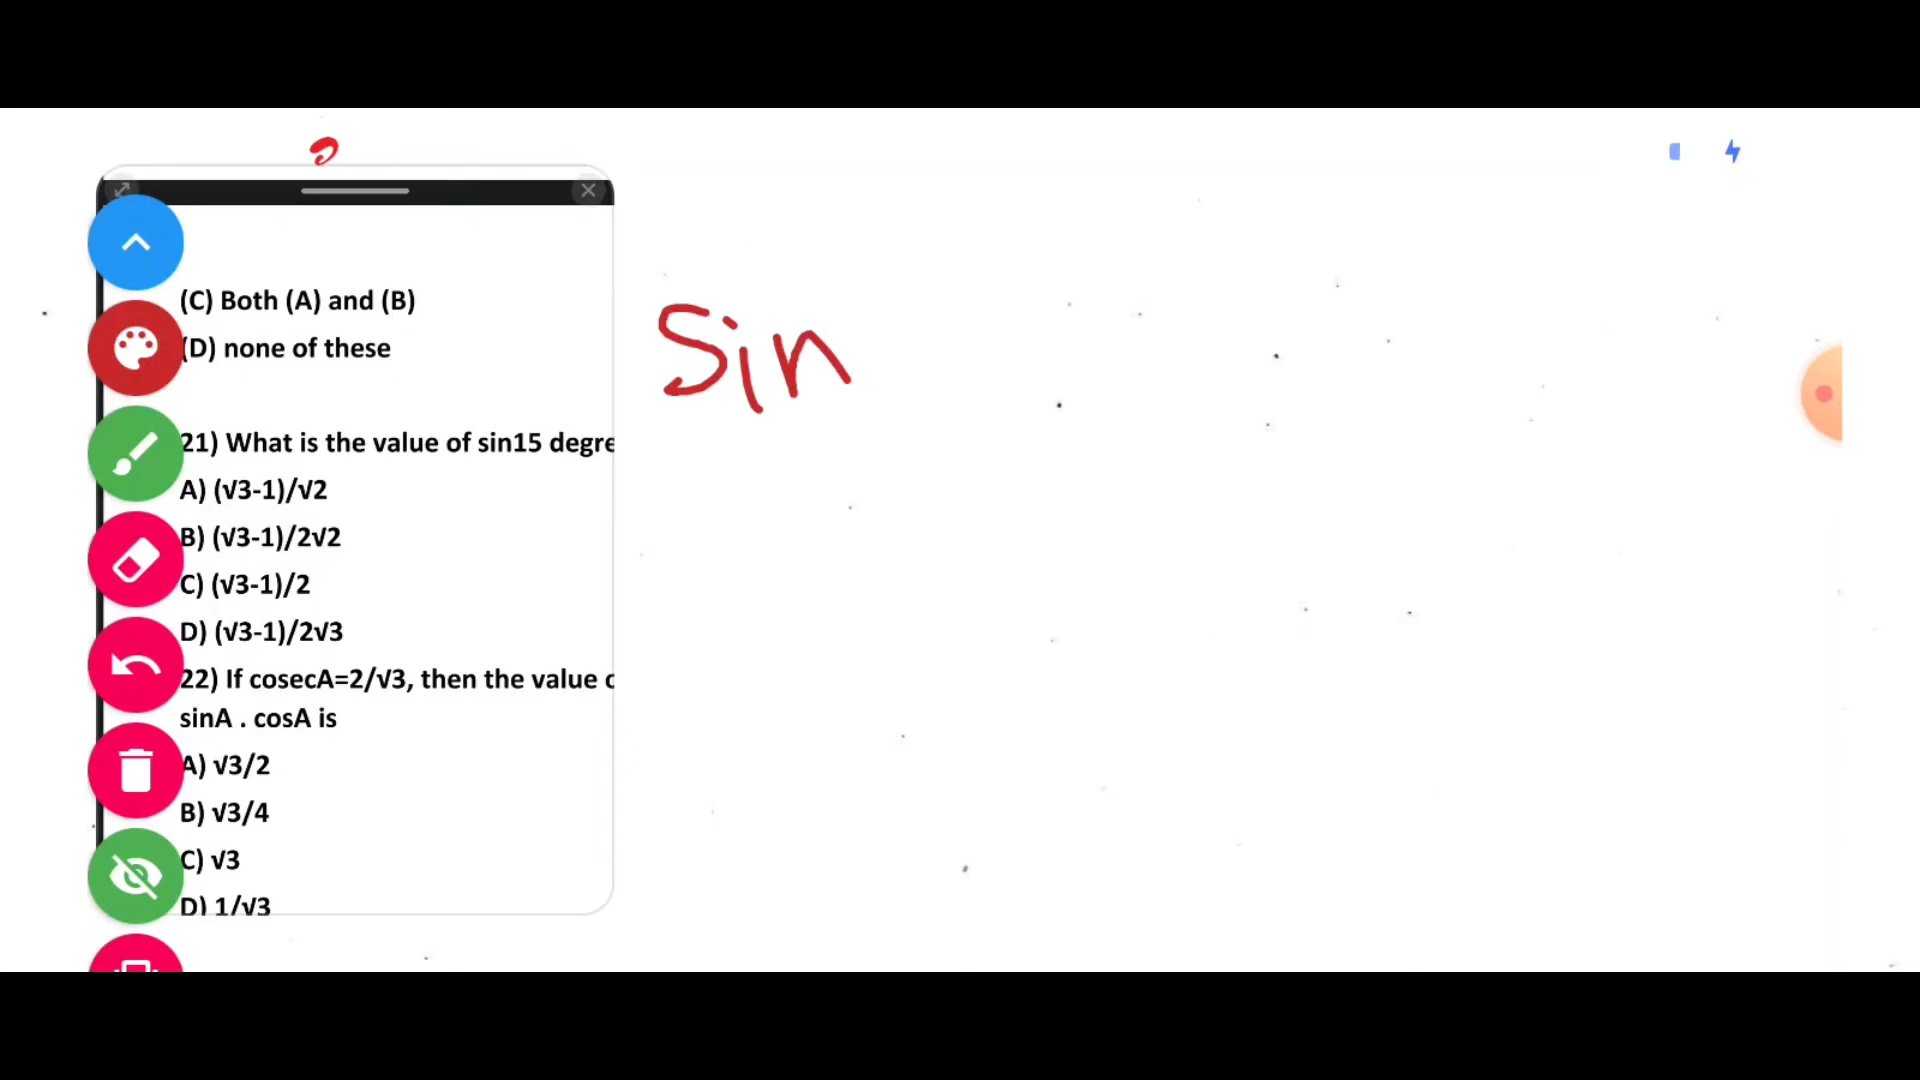 (C) Both (A) and (B)
(D) none of these
Sin
21) What is the value of sin15 degre
A) (√3-1)/√2
B) (√3-1)/2√2
C) (√3-1)/2
D) (√3-1)/2√3
22) If cosecA=2/√3, then the value
sinA . cosA is
A) √3/2
B) √3/4
C) √3
D) 1/√3